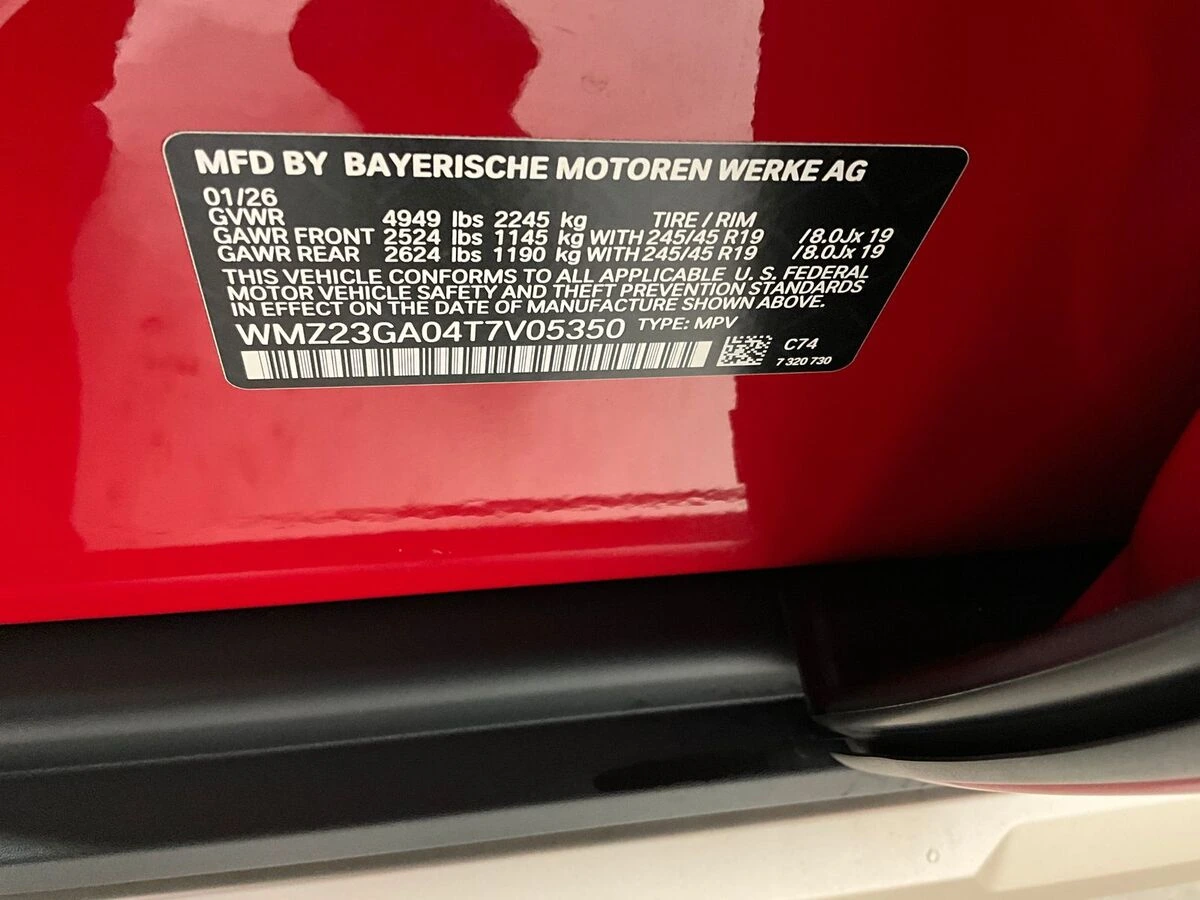 MFD BY BAYERISCHE MOTOREN WERKE AG
01/26
GVWR 4949 lbs 2245 kg TIRE / RIM
GAWR FRONT 2524 lbs 1145 kg WITH 245/45 R19 /8.0Jx 19
GAWR REAR 2624 lbs 1190 kg WITH 245/45 R19 /8.0Jx 19
THIS VEHICLE CONFORMS TO ALL APPLICABLE U. S. FEDERAL
MOTOR VEHICLE SAFETY AND THEFT PREVENTION STANDARDS
IN EFFECT ON THE DATE OF MANUFACTURE SHOWN ABOVE.
WMZ23GA04T7V05350 TYPE: MPV
C74
7 320 730